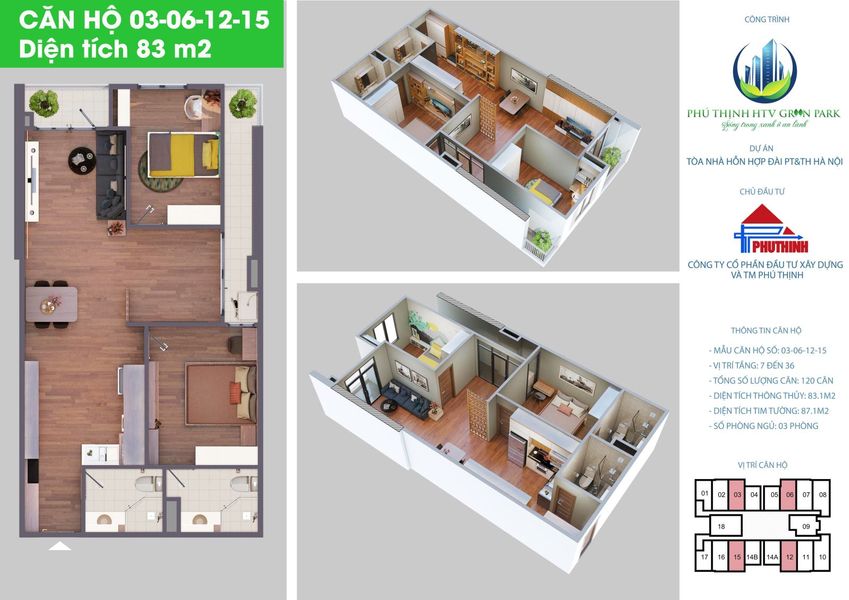 CĂN HỘ 03-06-12-15
Diện tích 83 m2
CÔNG TRÌNH
PHÚ THỊNH HTV GREEN PARK
Sống trong xanh ở an lành
DỰ ÁN
TÒA NHÀ HỖN HỢP ĐÀI PT&TH HÀ NỘI
CHỦ ĐẦU TƯ
PHUTHINH
CÔNG TY CỔ PHẦN ĐẦU TƯ XÂY DỰNG
VÀ TM PHÚ THỊNH
THÔNG TIN CĂN HỘ
- MẪU CĂN HỘ SỐ: 03-06-12-15
- VỊ TRÍ TẦNG: 7 ĐẾN 36
- TỔNG SỐ LƯỢNG CĂN: 120 CĂN
- DIỆN TÍCH THÔNG THỦY: 83.1M2
- DIỆN TÍCH TIM TƯỜNG: 87.1M2
- SỐ PHÒNG NGỦ: 03 PHÒNG
VỊ TRÍ CĂN HỘ
01 02 03 04 05 06 07 08
18 09
17 16 15 14B 14A 12 11 10